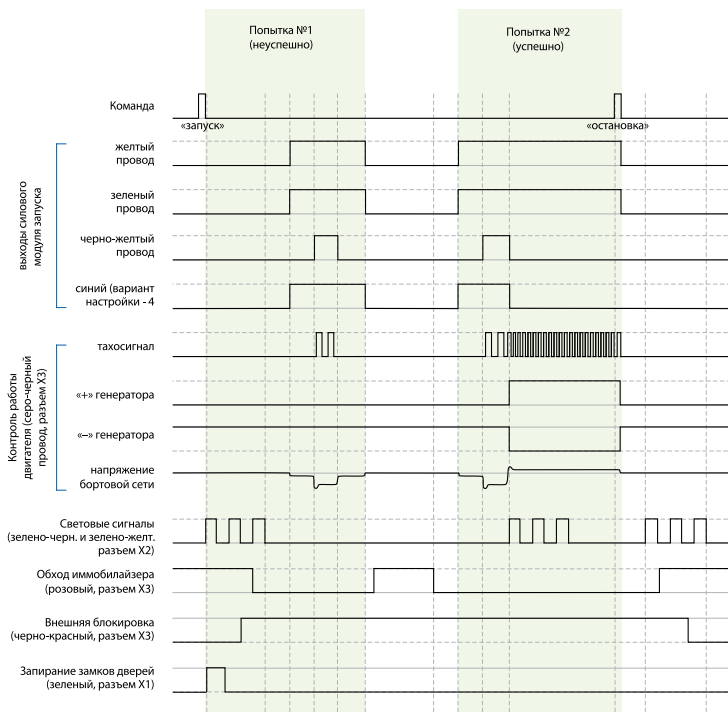 Попытка №1
(неуспешно)
Попытка №2
(успешно)
Команда
«запуск»
«остановка»
выходы силового
модуля запуска
желтый
провод
зеленый
провод
черно-желтый
провод
синий (вариант
настройки - 4
Контроль работы
двигателя (серо-черный
провод, разъем X3)
тахосигнал
«+» генератора
«–» генератора
напряжение
бортовой сети
Световые сигналы
(зелено-черн. и зелено-желт.
разъем X2)
Обход иммобилайзера
(розовый, разъем X3)
Внешняя блокировка
(черно-красный, разъем X3)
Запирание замков дверей
(зеленый, разъем X1)